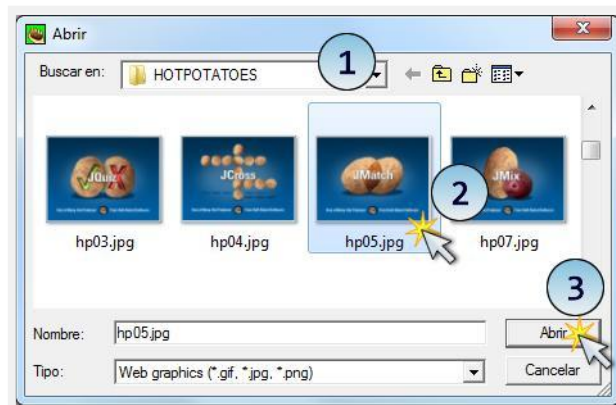 Abrir
Buscar en: HOTPOTATOES
1
JQuiz
JCross
JMatch
JMix
2
hp03.jpg hp04.jpg hp05.jpg hp07.jpg
3
Nombre: hp05.jpg Abrir
Tipo: Web graphics (*.gif, *.jpg, *.png) Cancelar